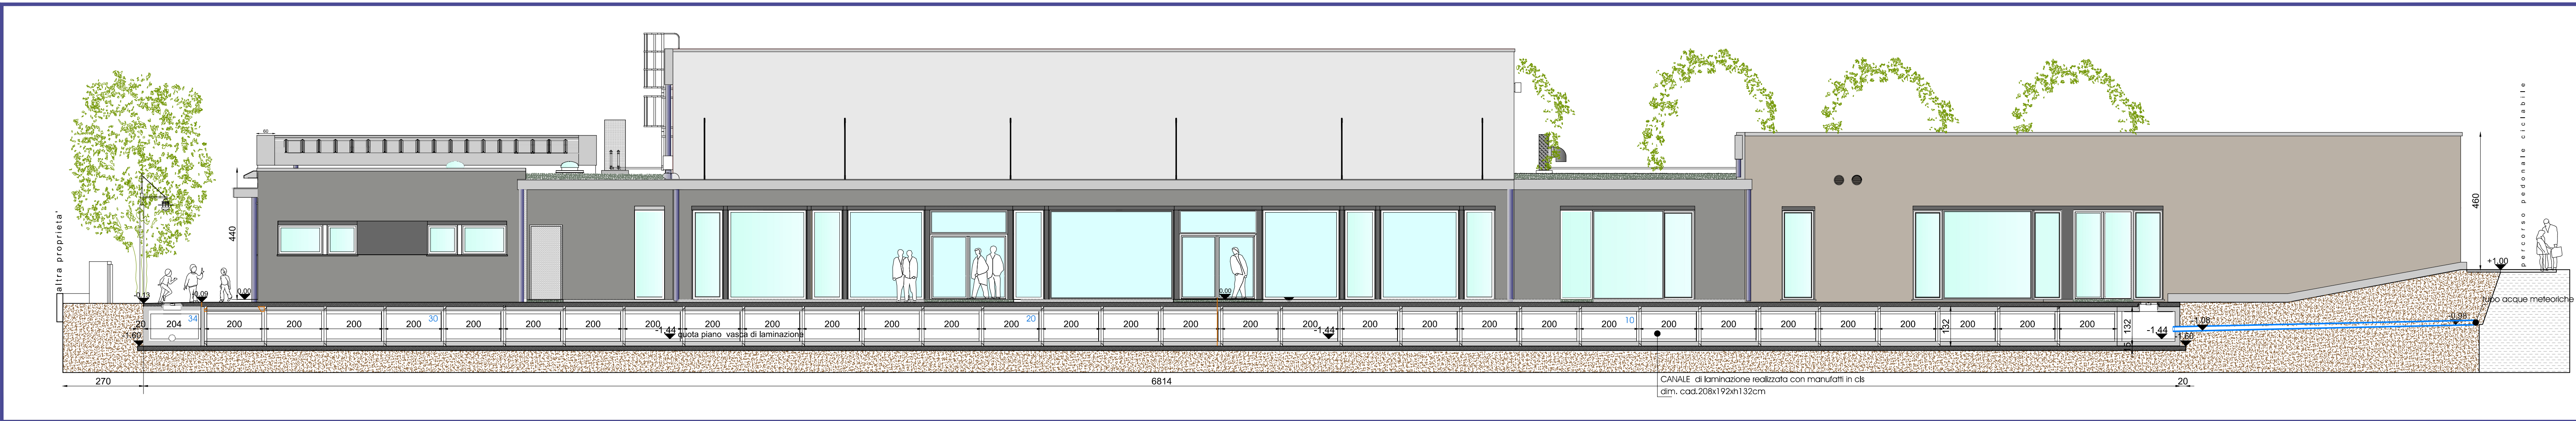 60
440
460
altra proprieta'
percorso pedonale ciclabile
+1.00
-0.13
-0.09
0.00
0.00
tubo acque meteoriche
20 204 34 200 200 200 200 30 200 200 200 200 200 200 200 200 200 200 20 200 200 200 200 200 200 200 200 200 200 10 200 200 200 200 200 132 200 200 200 132
-1.60
-1.44 quota piano vasca di laminazione
-1.44
-1.44
-1.08
-0.98
-1.60
16
270
6814
20
CANALE di laminazione realizzata con manufatti in cls
dim. cad.208x192xh132cm